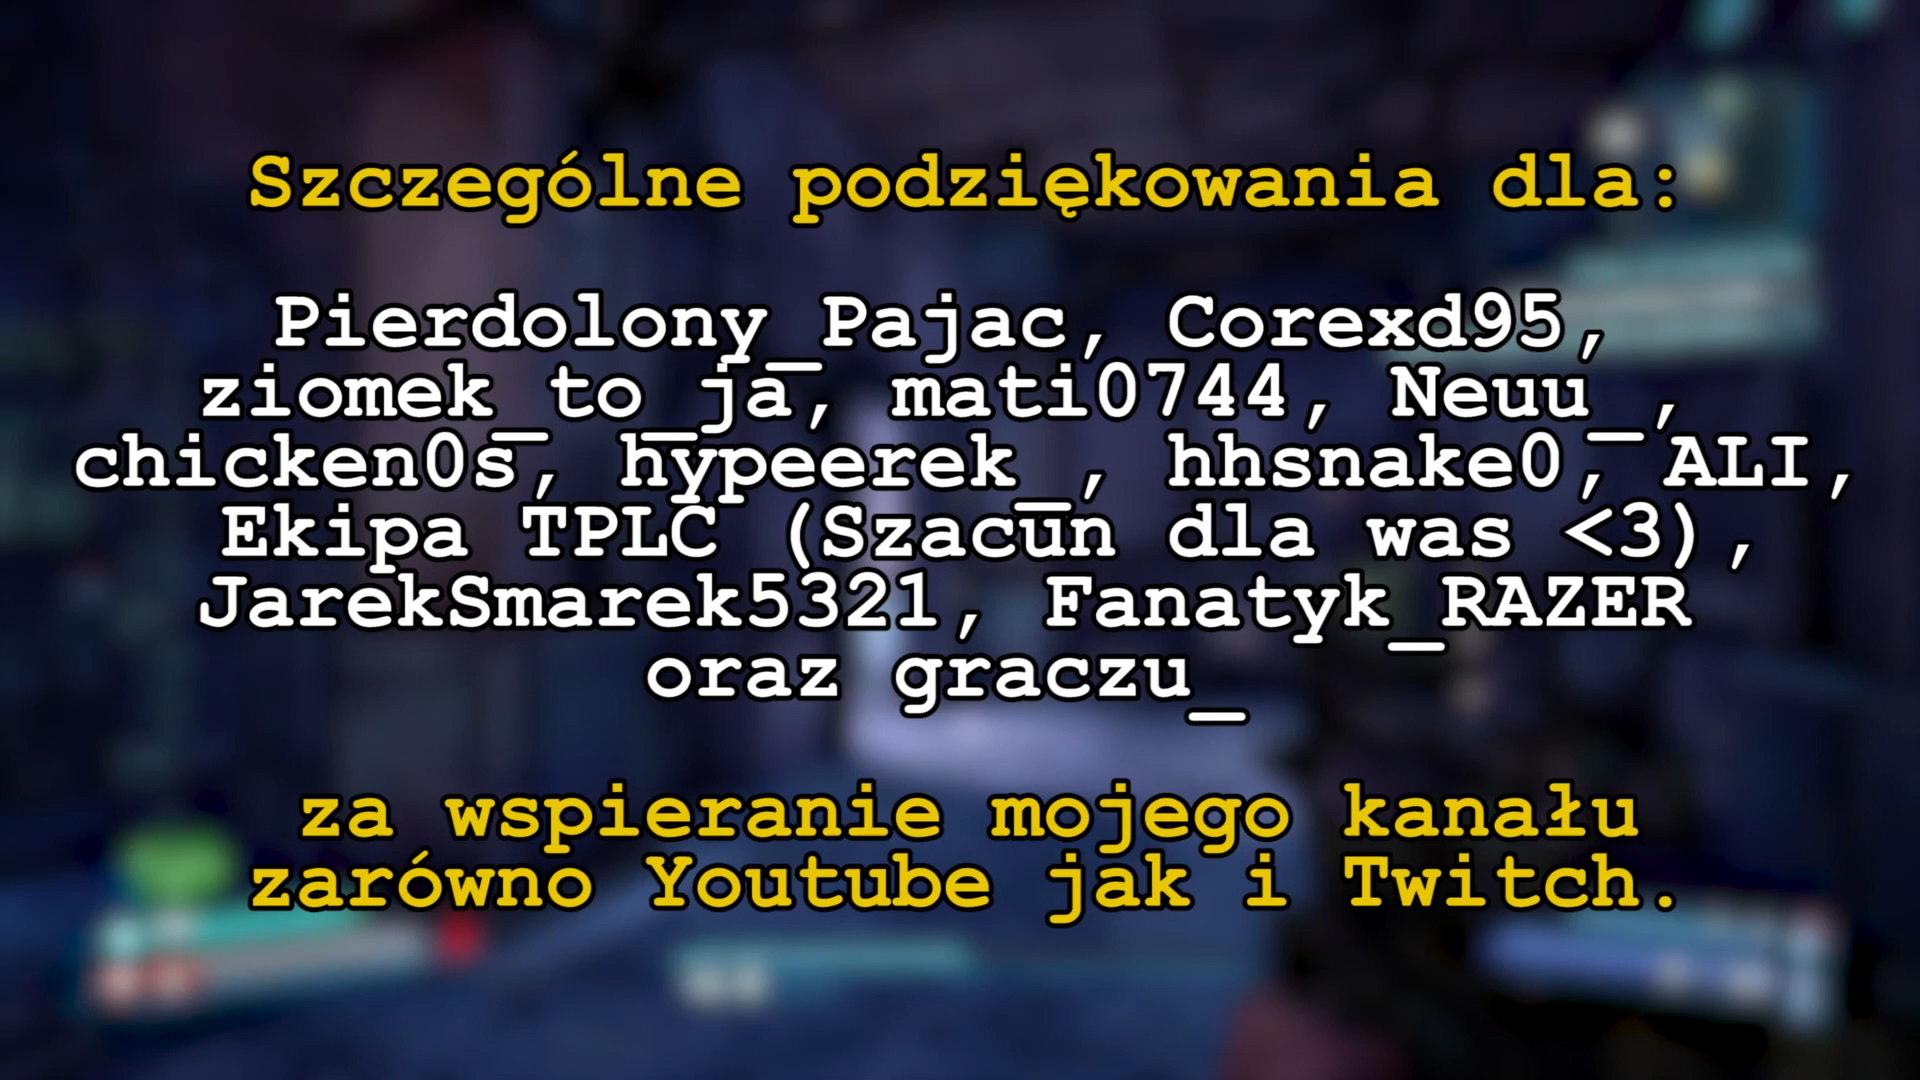 Szczególne podziękowania dla:
Pierdolony_Pajac, Corexd95,
ziomek_to_ja, mati0744, Neuu_,
chicken0s, hypeerek_, hhsnake0, ALI,
Ekipa TPLC (Szacun dla was <3),
JarekSmarek5321, Fanatyk_RAZER
oraz graczu_
za wspieranie mojego kanału
zarówno Youtube jak i Twitch.